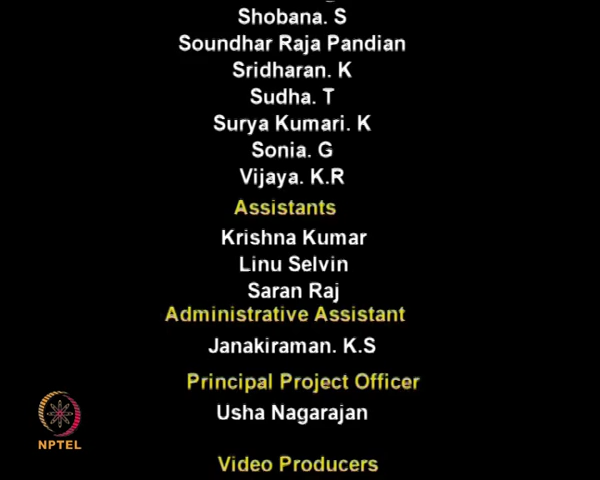 Shobana. S
Soundhar Raja Pandian
Sridharan. K
Sudha. T
Surya Kumari. K
Sonia. G
Vijaya. K.R
Assistants
Krishna Kumar
Linu Selvin
Saran Raj
Administrative Assistant
Janakiraman. K.S
Principal Project Officer
Usha Nagarajan
NPTEL
Video Producers